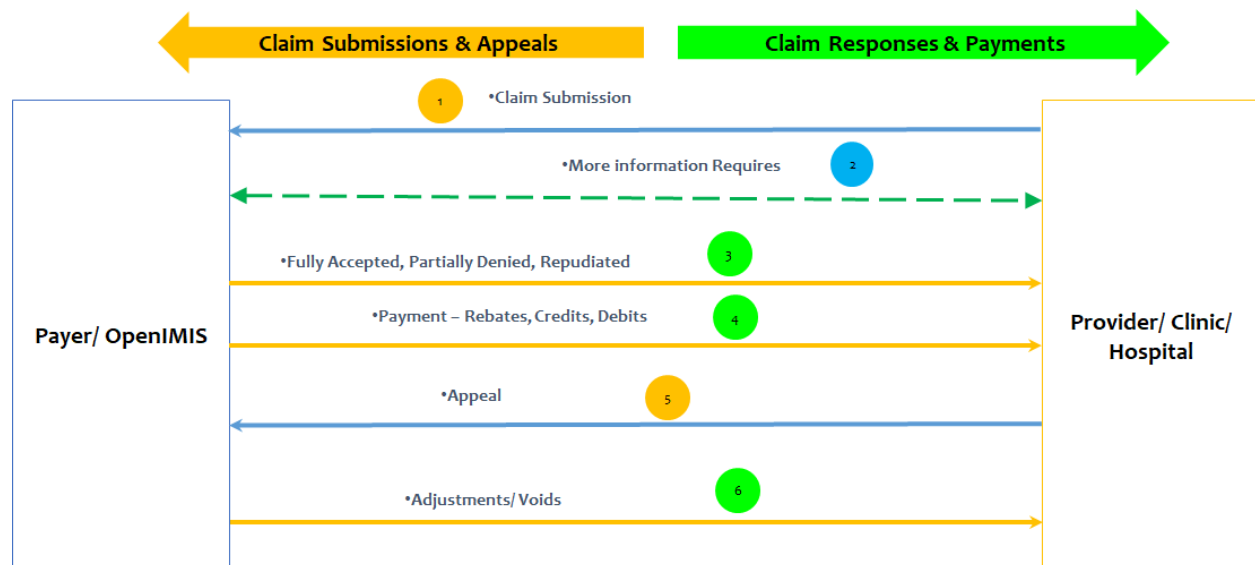 Claim Submissions & Appeals
Claim Responses & Payments
1
•Claim Submission
•More information Requires
2
•Fully Accepted, Partially Denied, Repudiated
3
•Payment – Rebates, Credits, Debits
4
Payer/ OpenIMIS
Provider/ Clinic/
Hospital
•Appeal
5
•Adjustments/ Voids
6